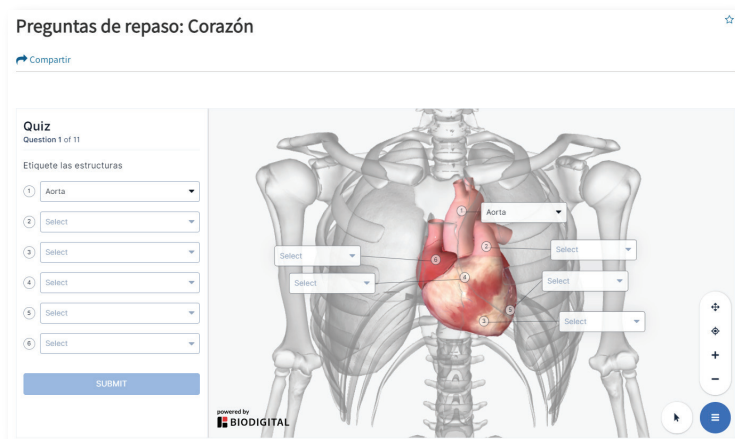 Preguntas de repaso: Corazón
Compartir
Quiz
Question 1 of 11
Etiquete las estructuras
1 Aorta
2 Select
3 Select
4 Select
5 Select
6 Select
SUBMIT
1 Aorta
2 Select
6 Select
4 Select
Select
5
3 Select
powered by
BIODIGITAL